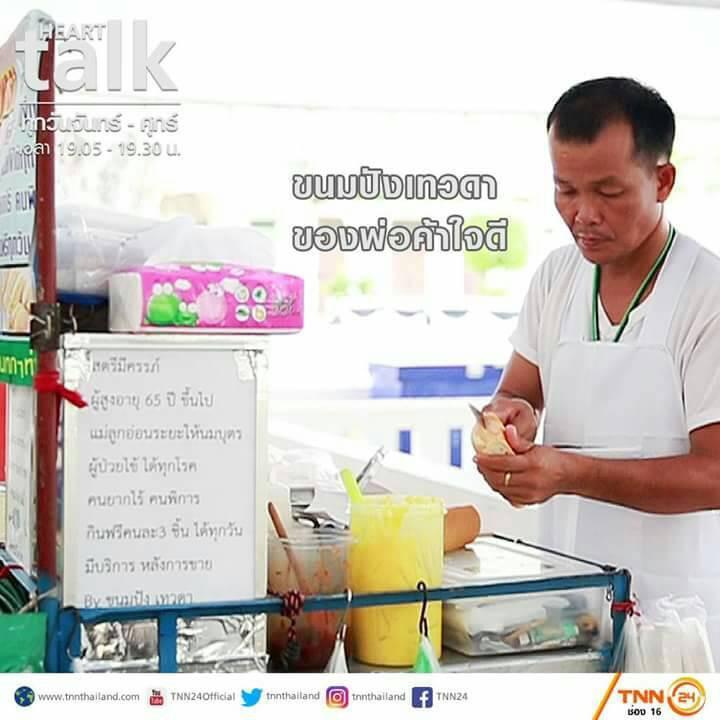 HEART
talk
ทุกวันจันทร์ - ศุกร์
เวลา 19.05 - 19.30 น.
ขนมปังเทวดา
ของพ่อค้าใจดี
สตรีมีครรภ์
ผู้สูงอายุ 65 ปี ขึ้นไป
แม่ลูกอ่อนระยะให้นมบุตร
ผู้ป่วยไข้ ได้ทุกโรค
คนยากไร้ คนพิการ
กินฟรีคนละ3 ชิ้น ได้ทุกวัน
มีบริการ หลังการขาย
By ขนมปัง เทวดา
www.tnnthailand.com
TNN24Official
tnnthailand
tnnthailand
TNN24
TNN 24
ช่อง 16